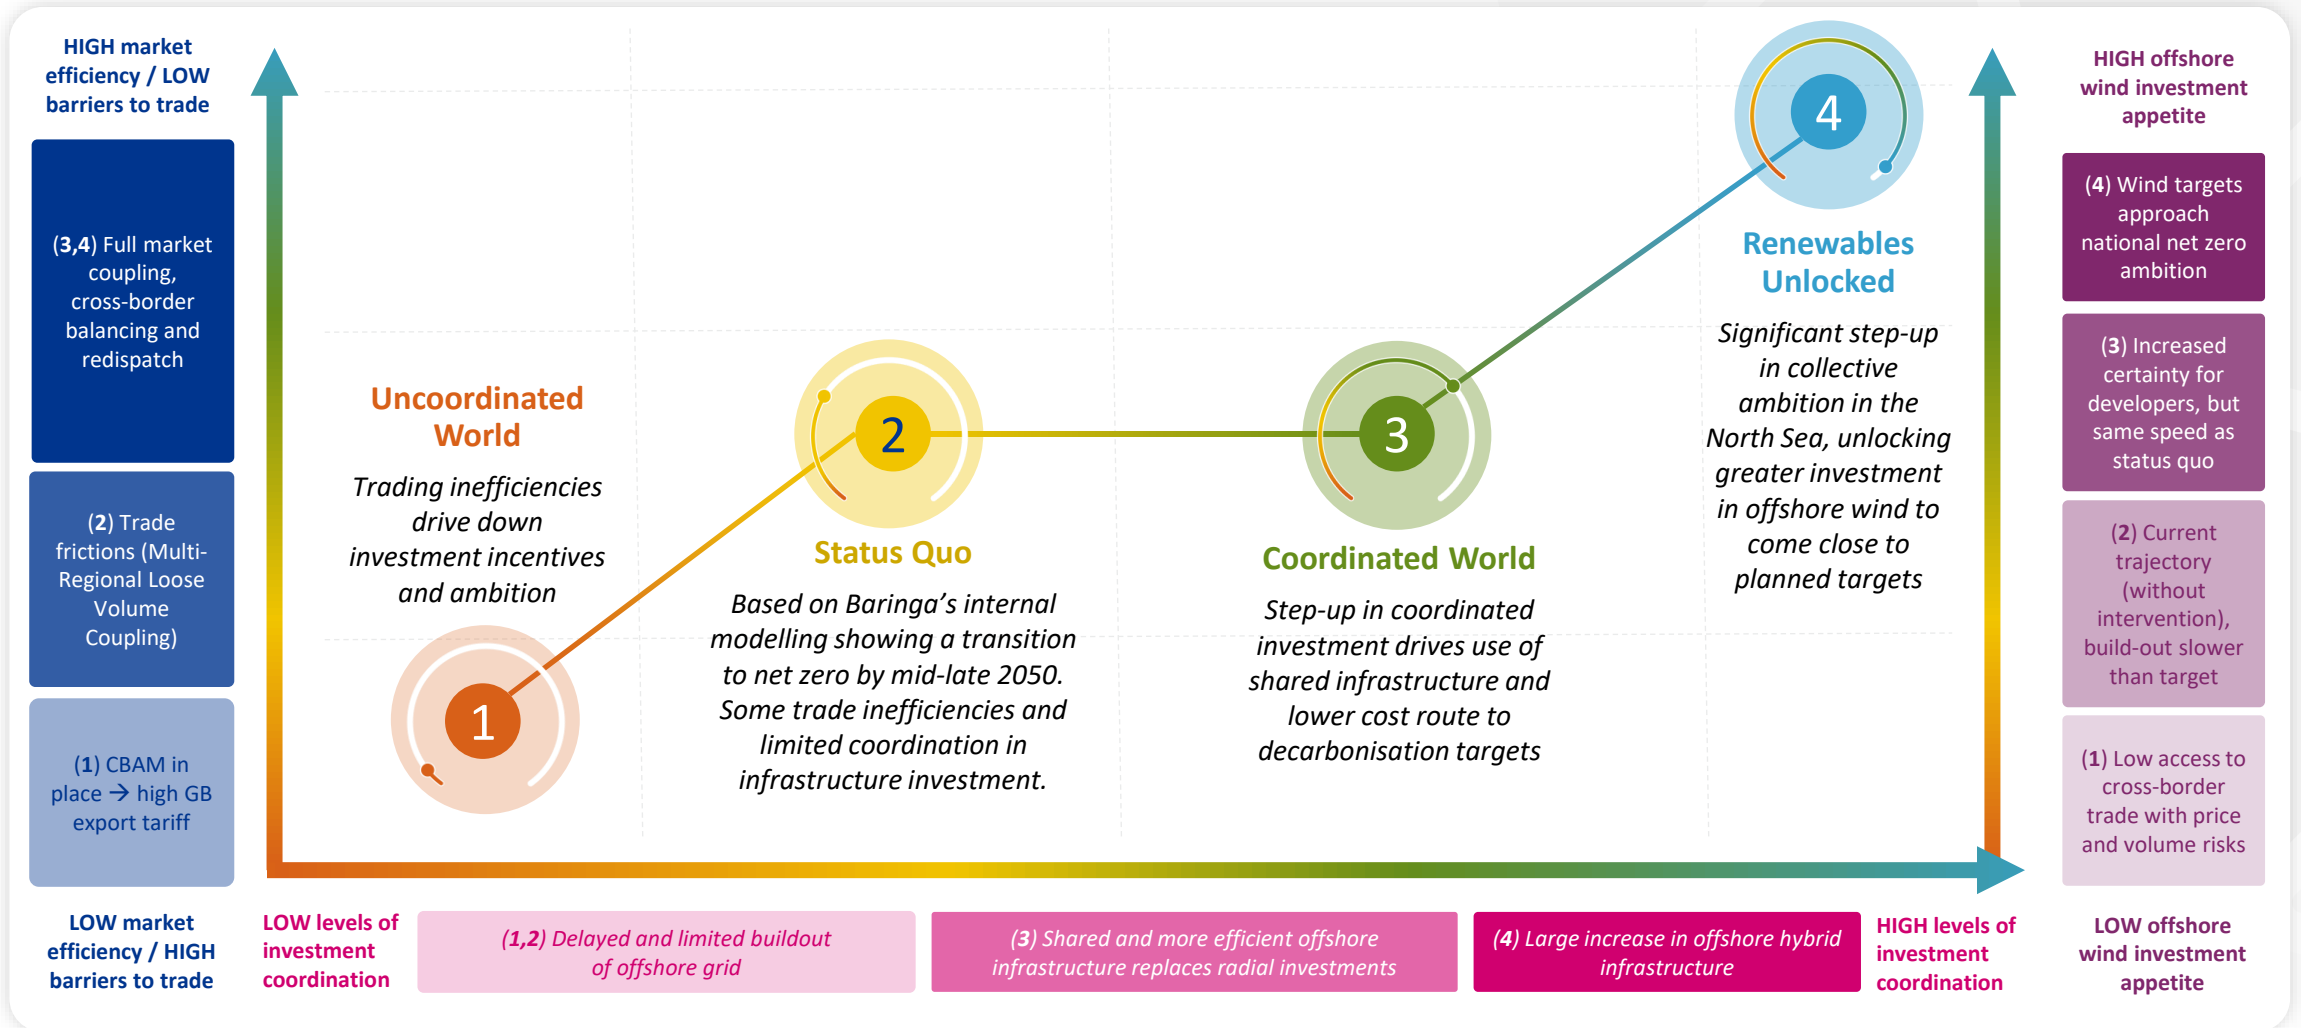 HIGH market
efficiency / LOW
barriers to trade
(3,4) Full market
coupling,
cross-border
balancing and
redispatch
(2) Trade
frictions (Multi-
Regional Loose
Volume
Coupling)
(1) CBAM in
place → high GB
export tariff
LOW market
efficiency / HIGH
barriers to trade
Uncoordinated
World
Trading inefficiencies
drive down
investment incentives
and ambition
1
2
Status Quo
Based on Baringa’s internal
modelling showing a transition
to net zero by mid-late 2050.
Some trade inefficiencies and
limited coordination in
infrastructure investment.
3
Coordinated World
Step-up in coordinated
investment drives use of
shared infrastructure and
lower cost route to
decarbonisation targets
4
Renewables
Unlocked
Significant step-up
in collective
ambition in the
North Sea, unlocking
greater investment
in offshore wind to
come close to
planned targets
HIGH offshore
wind investment
appetite
(4) Wind targets
approach
national net zero
ambition
(3) Increased
certainty for
developers, but
same speed as
status quo
(2) Current
trajectory
(without
intervention),
build-out slower
than target
(1) Low access to
cross-border
trade with price
and volume risks
LOW offshore
wind investment
appetite
LOW levels of
investment
coordination
(1,2) Delayed and limited buildout
of offshore grid
(3) Shared and more efficient offshore
infrastructure replaces radial investments
(4) Large increase in offshore hybrid
infrastructure
HIGH levels of
investment
coordination